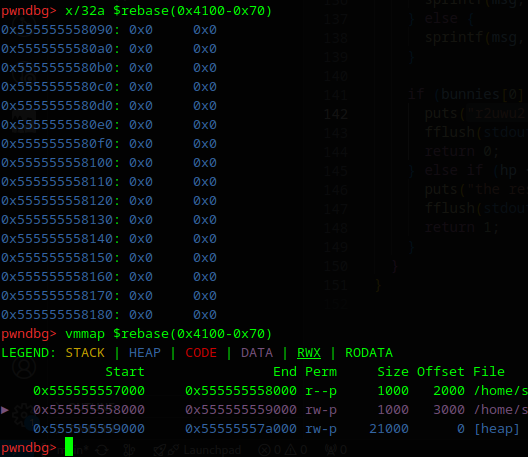 pwndbg> x/32a $rebase(0x4100-0x70)
0x555555558090: 0x0 0x0
0x5555555580a0: 0x0 0x0
0x5555555580b0: 0x0 0x0
0x5555555580c0: 0x0 0x0
0x5555555580d0: 0x0 0x0
0x5555555580e0: 0x0 0x0
0x5555555580f0: 0x0 0x0
0x555555558100: 0x0 0x0
0x555555558110: 0x0 0x0
0x555555558120: 0x0 0x0
0x555555558130: 0x0 0x0
0x555555558140: 0x0 0x0
0x555555558150: 0x0 0x0
0x555555558160: 0x0 0x0
0x555555558170: 0x0 0x0
0x555555558180: 0x0 0x0
pwndbg> vmmap $rebase(0x4100-0x70)
LEGEND: STACK | HEAP | CODE | DATA | RWX | RODATA
Start End Perm Size Offset File
0x555555557000 0x555555558000 r--p 1000 2000 /home/s
► 0x555555558000 0x555555559000 rw-p 1000 3000 /home/s
0x555555559000 0x55555557a000 rw-p 21000 0 [heap]
pwndbg>
137 } else {
138 sprintf(msg,
139 }
140
141 if (bunnies[0]
142 puts(
143 fflush(stdou
144 return 0;
145 } else if (hp
146 puts("the res
147 fflush(stdou
148 return 1;
149 }
150 }
151 }
Launchpad 0 0 0